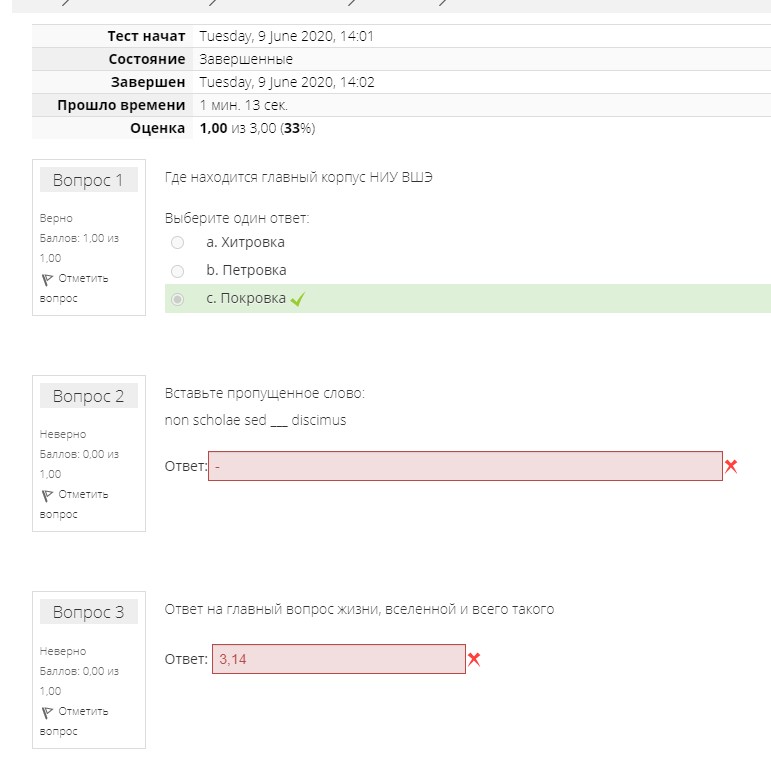 Тест начат Tuesday, 9 June 2020, 14:01
Состояние Завершенные
Завершен Tuesday, 9 June 2020, 14:02
Прошло времени 1 мин. 13 сек.
Оценка 1,00 из 3,00 (33%)
Вопрос 1
Верно
Баллов: 1,00 из
1,00
Отметить
вопрос
Где находится главный корпус НИУ ВШЭ
Выберите один ответ:
a. Хитровка
b. Петровка
c. Покровка
Вопрос 2
Неверно
Баллов: 0,00 из
1,00
Отметить
вопрос
Вставьте пропущенное слово:
non scholae sed ___ discimus
Ответ: -
Вопрос 3
Неверно
Баллов: 0,00 из
1,00
Отметить
вопрос
Ответ на главный вопрос жизни, вселенной и всего такого
Ответ: 3,14